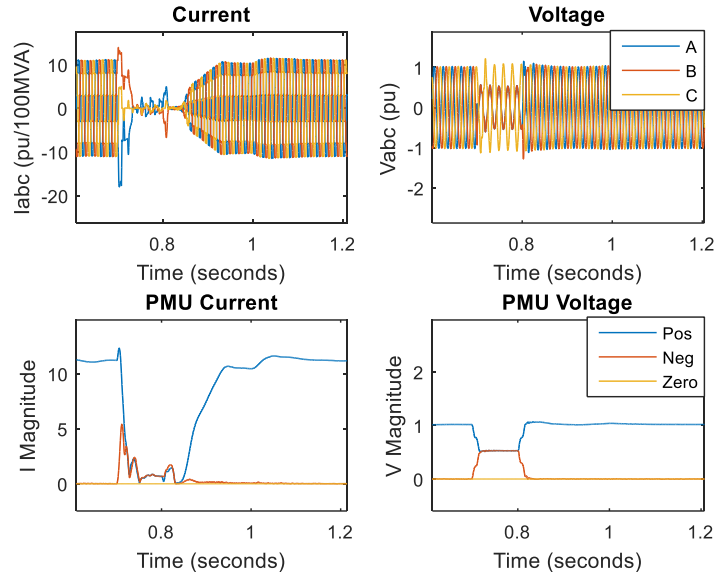 Current
10
0
-10
-20
Iabc (pu/100MVA)
0.8
1
1.2
Time (seconds)
Voltage
A
B
C
2
1
0
-1
-2
Vabc (pu)
0.8
1
1.2
Time (seconds)
PMU Current
10
5
0
I Magnitude
0.8
1
1.2
Time (seconds)
PMU Voltage
Pos
Neg
Zero
2
1
0
V Magnitude
0.8
1
1.2
Time (seconds)